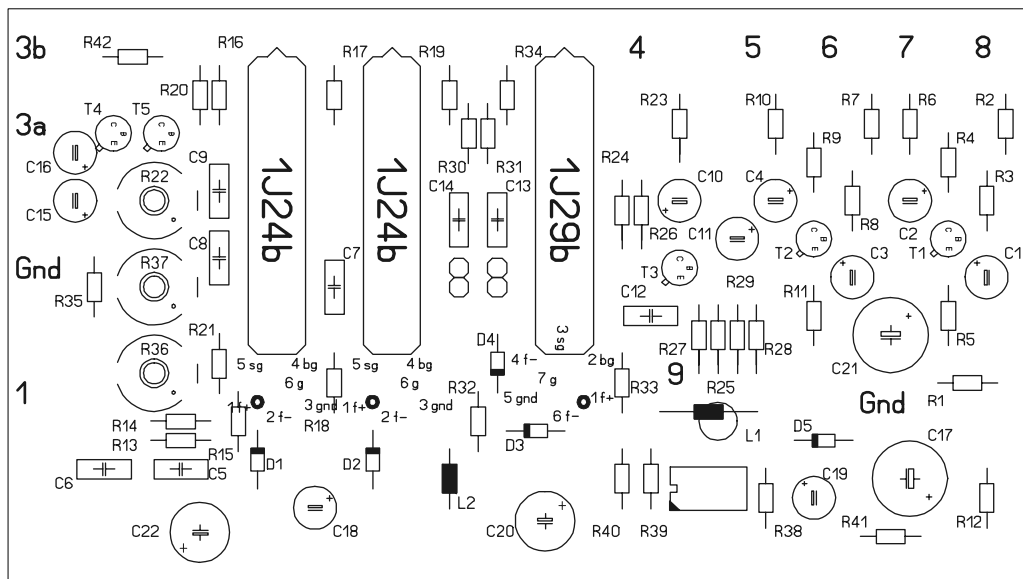 3b R42 R16 R17 R19 R34 4 5 6 7 8
R20 R23 R10 R7 R6 R2
3a T4 T5 C B E C B E R9 R4
C16 R22 C9 R30 R31 R24 R3
C15 C14 C13 C10 C4
1J24b 1J24b 1J29b
R26 C11 T2 C B E R8 C2 T1 C B E
Gnd R37 C8 C7 T3 C B E C3 C1
R35 R29 R11
C12
R21 D4 3 sg R27 R28 R5
R36 5 sg 4 bg 5 sg 4 bg 4 f- 2 bg C21
1 6 g 6 g 7 g R33 9 R25 R1
R32 5 gnd Gnd
1f+ 2 f- 3 gnd 1f+ 2 f- 3 gnd 6 f- 1f+
R14 R18 L1 D5 C17
R13 R15 D1 D2 D3
C6 C5 L2 C19
C22 C18 C20 R40 R39 R38 R41 R12